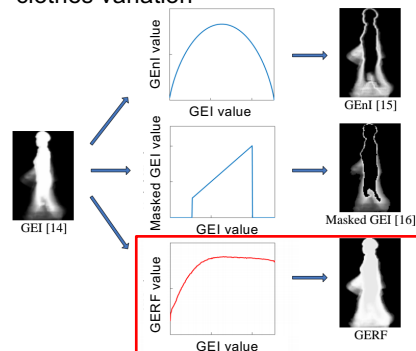 clothes variation
GEnI value
GEI value
GEnI [15]
GEI [14]
Masked GEI value
GEI value
Masked GEI [16]
GERF value
GEI value
GERF